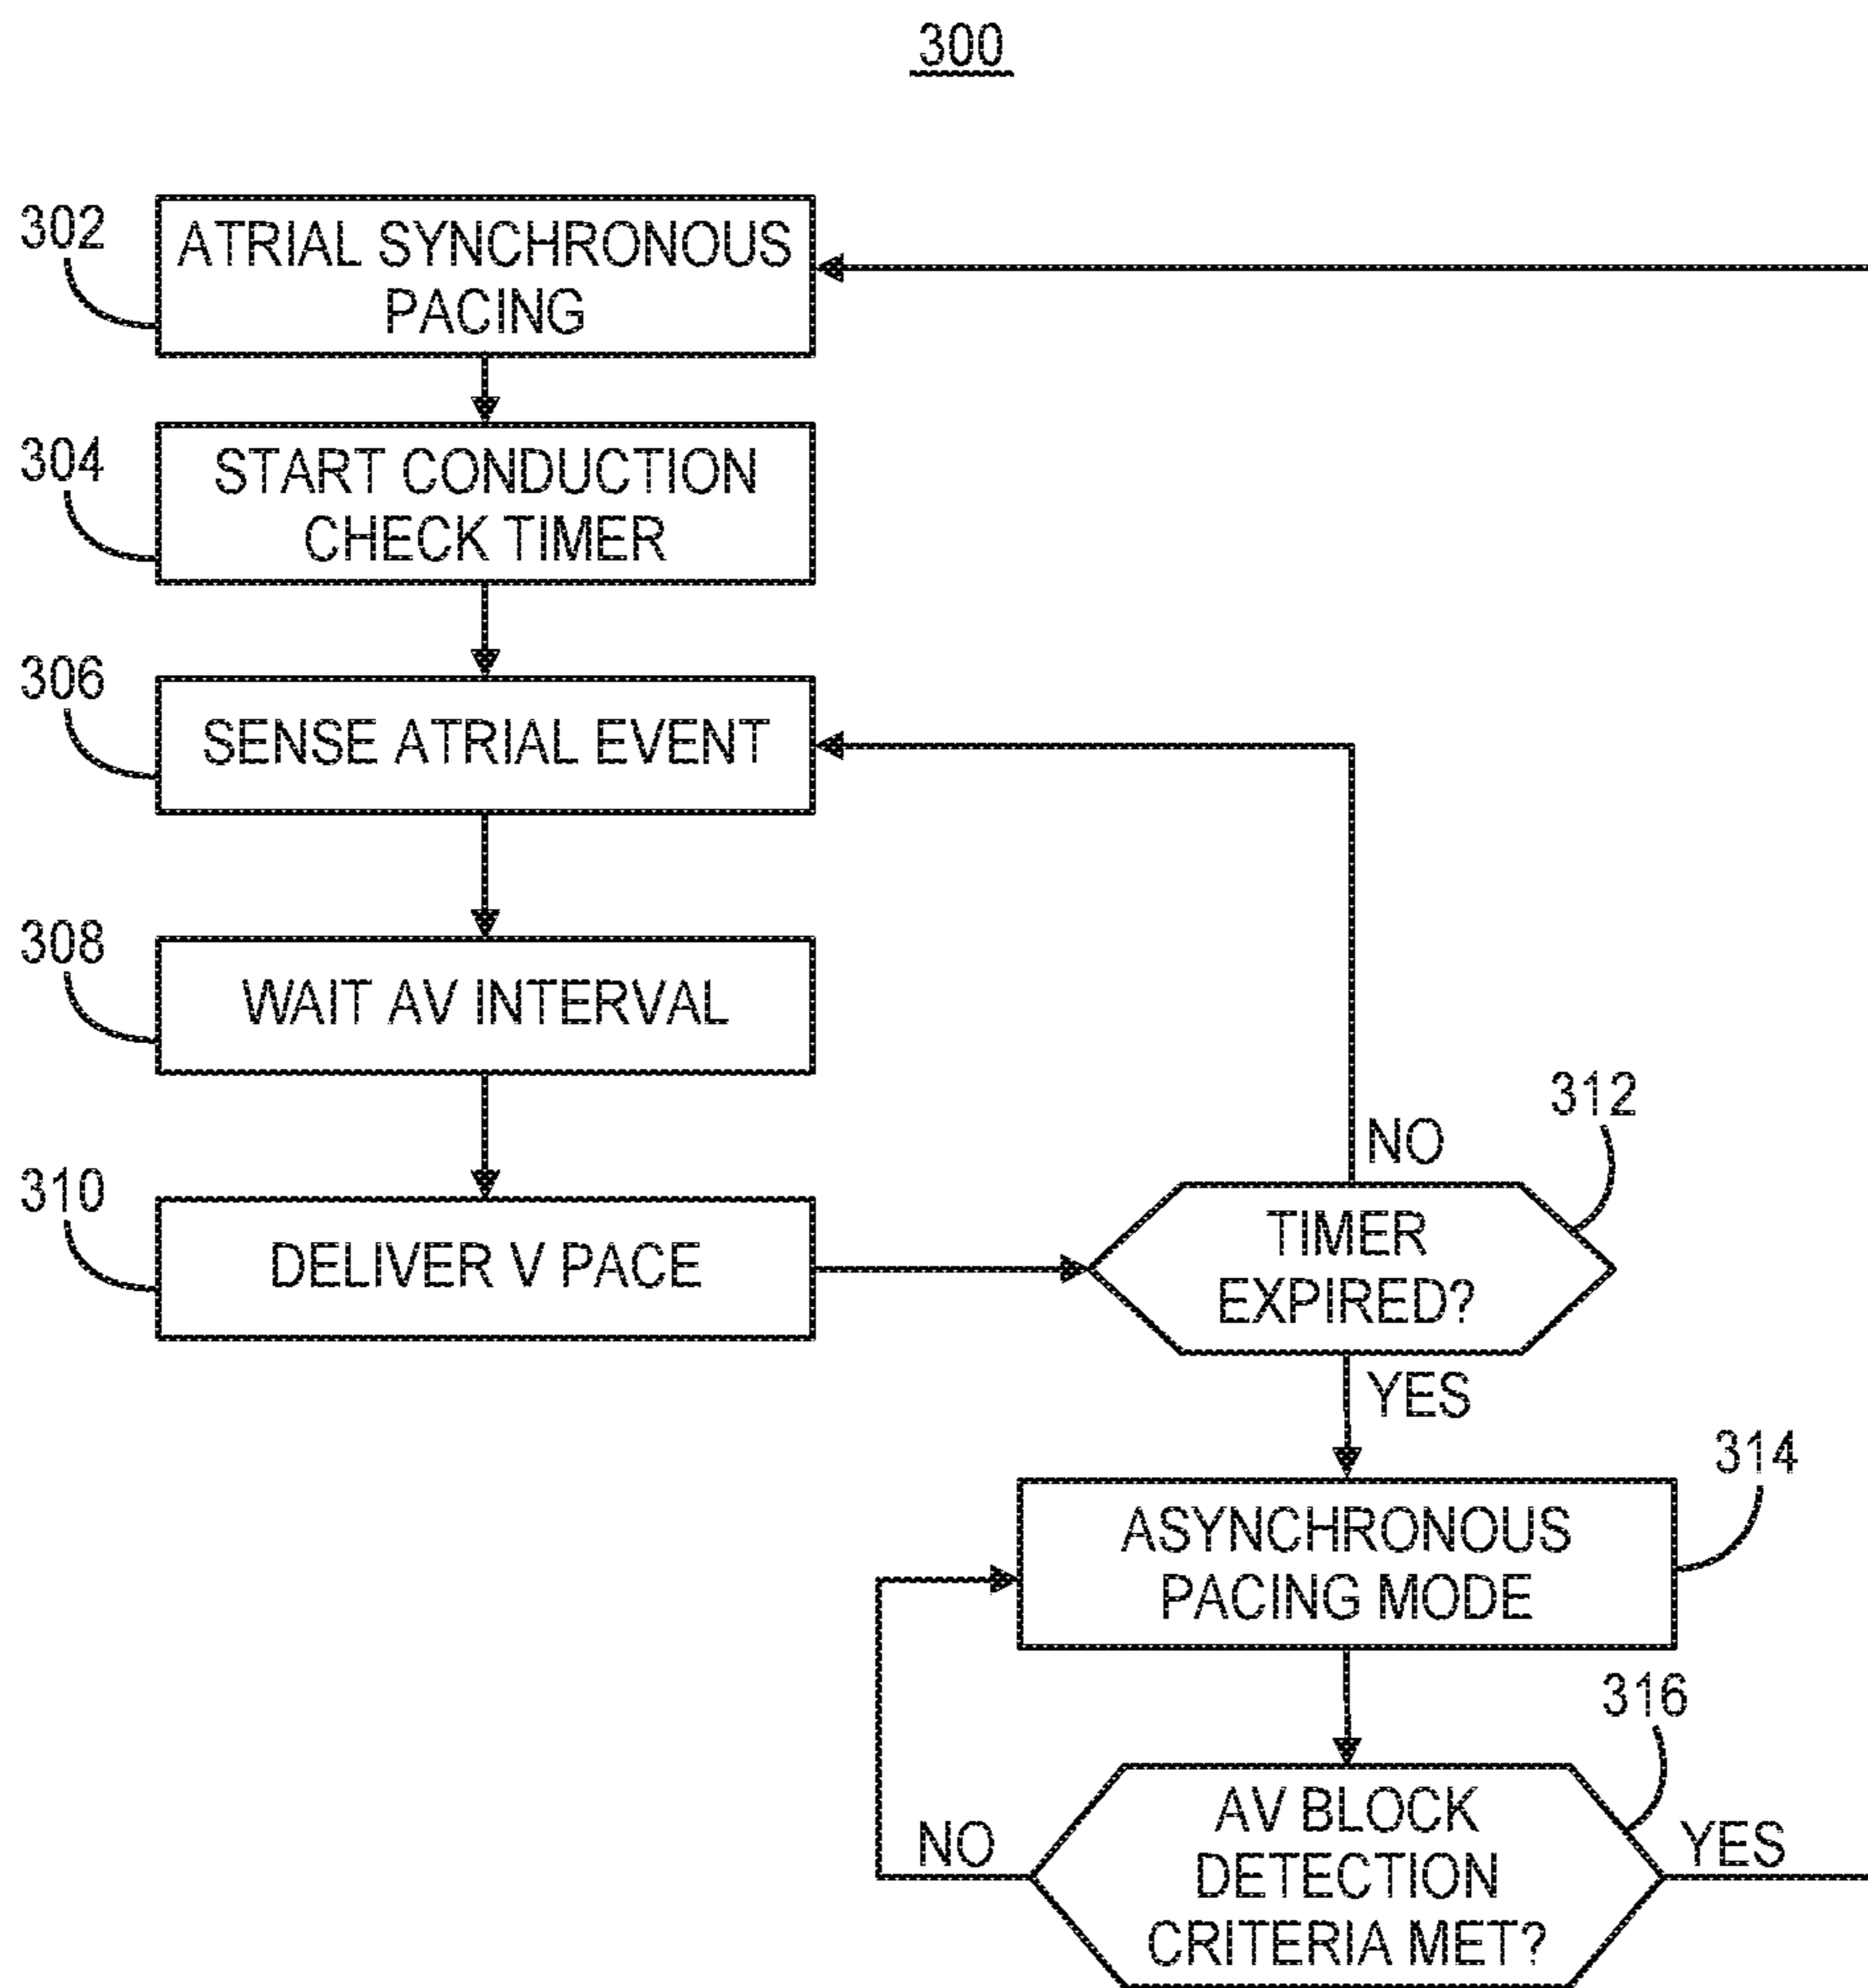 300
302
ATRIAL SYNCHRONOUS
PACING
304
START CONDUCTION
CHECK TIMER
306
SENSE ATRIAL EVENT
308
WAIT AV INTERVAL
310
DELIVER V PACE
312
NO
TIMER
EXPIRED?
YES
314
ASYNCHRONOUS
PACING MODE
316
NO
AV BLOCK
DETECTION
CRITERIA MET?
YES